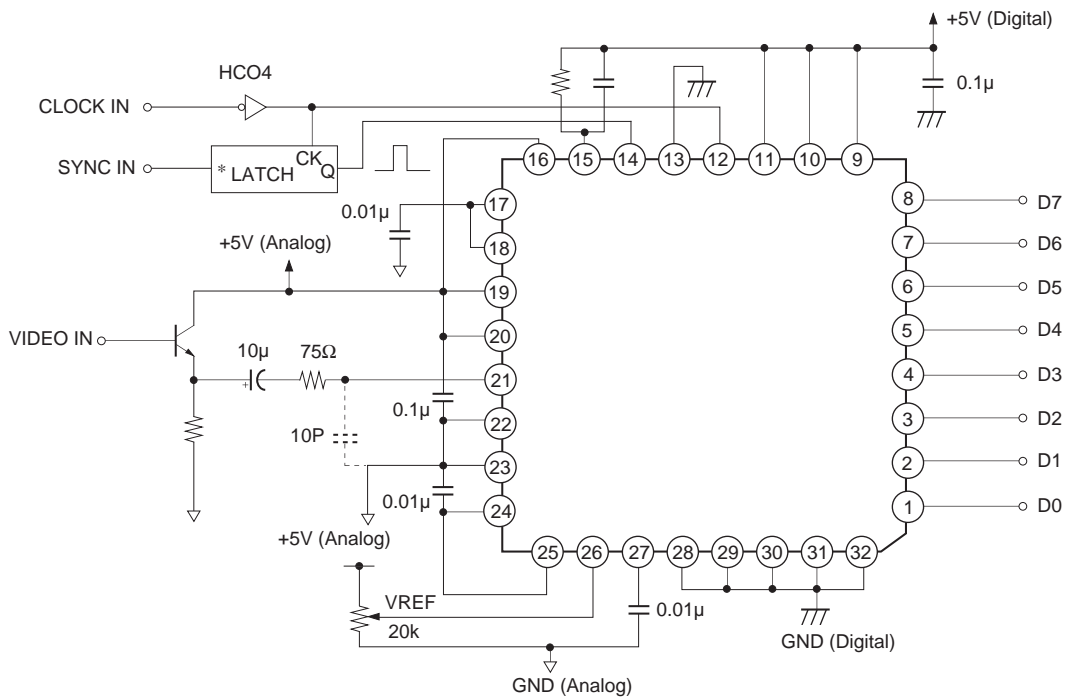 +5V (Digital)
HCO4
0.1µ
CLOCK IN
CK
SYNC IN
* LATCH
Q
16 15 14 13 12 11 10 9
0.01µ
17
18
+5V (Analog)
19
VIDEO IN
20
10µ
75Ω
21
0.1µ
22
10P
23
0.01µ
24
8 D7
7 D6
6 D5
5 D4
4 D3
3 D2
2 D1
1 D0
+5V (Analog)
25 26 27 28 29 30 31 32
VREF
20k
0.01µ
GND (Digital)
GND (Analog)